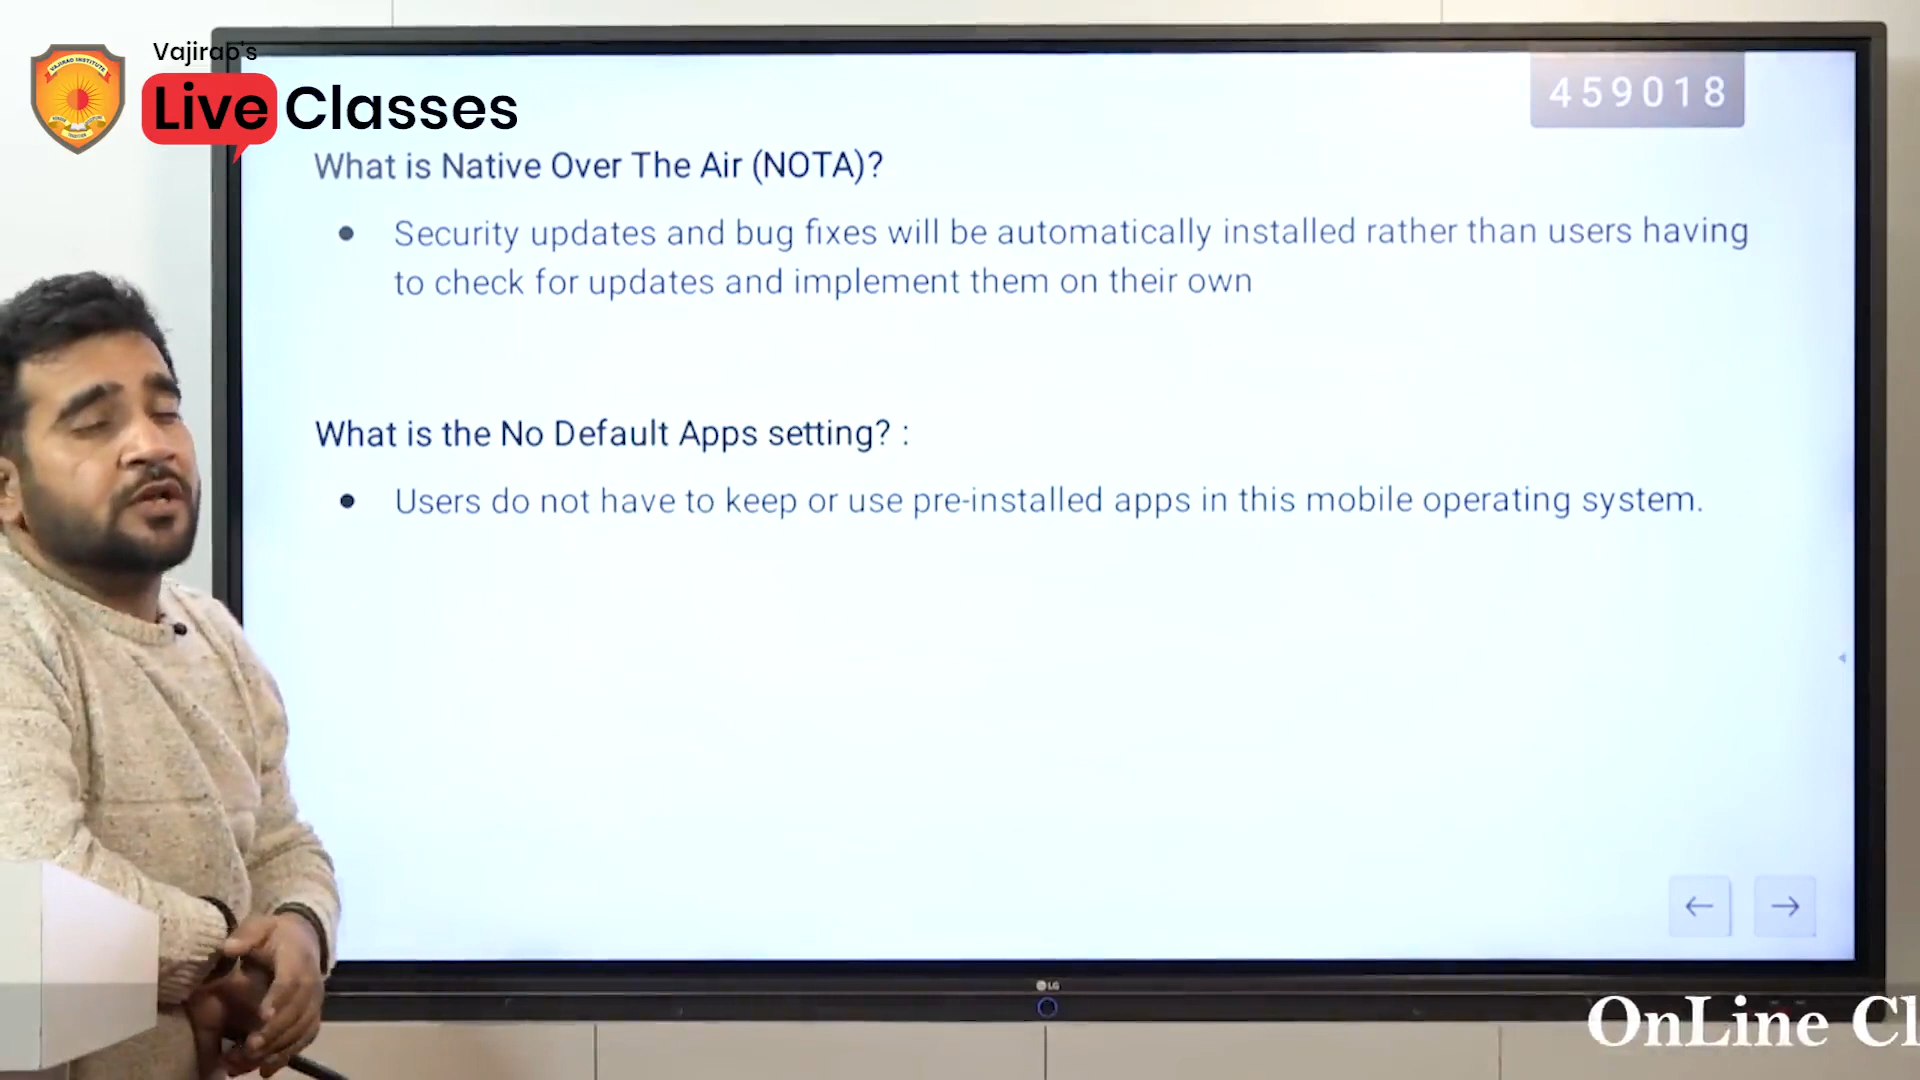 Vajirao's
Live Classes
VAJIRAO INSTITUTE
459018
What is Native Over The Air (NOTA)?
● Security updates and bug fixes will be automatically installed rather than users having
to check for updates and implement them on their own
What is the No Default Apps setting? :
● Users do not have to keep or use pre-installed apps in this mobile operating system.
← →
LG
OnLine Cl